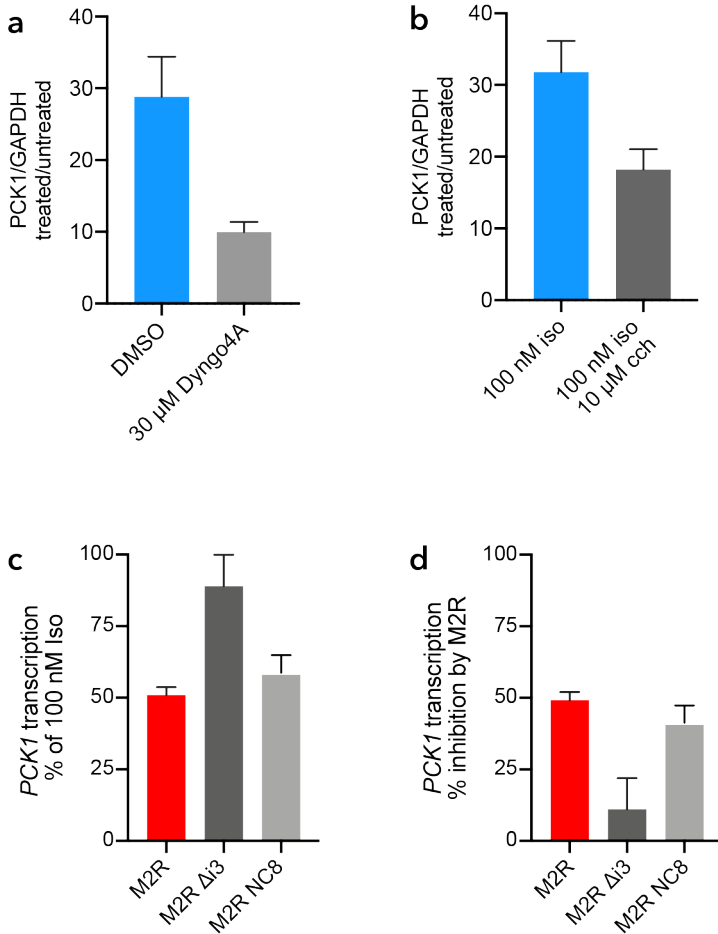 a
PCK1/GAPDH
treated/untreated
40
30
20
10
0
DMSO
30 µM Dyngo4A
b
PCK1/GAPDH
treated/untreated
40
30
20
10
0
100 nM iso
100 nM iso
10 µM cch
c
PCK1 transcription
% of 100 nM Iso
100
75
50
25
0
M2R
M2R Δi3
M2R NC8
d
PCK1 transcription
% inhibition by M2R
100
75
50
25
0
M2R
M2R Δi3
M2R NC8